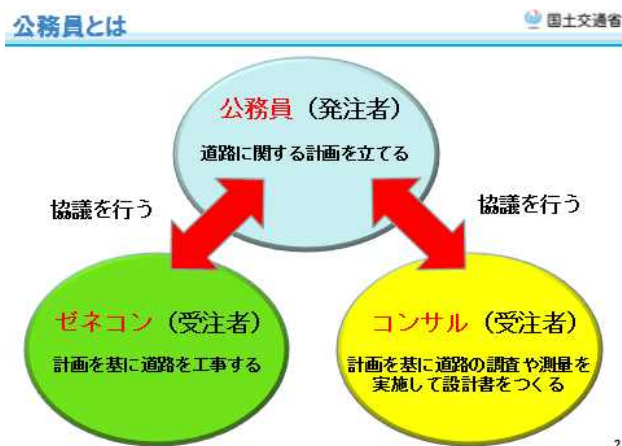 公務員とは
国土交通省
公務員（発注者）
道路に関する計画を立てる
協議を行う
協議を行う
ゼネコン（受注者）
計画を基に道路を工事する
コンサル（受注者）
計画を基に道路の調査や測量を
実施して設計書をつくる
2